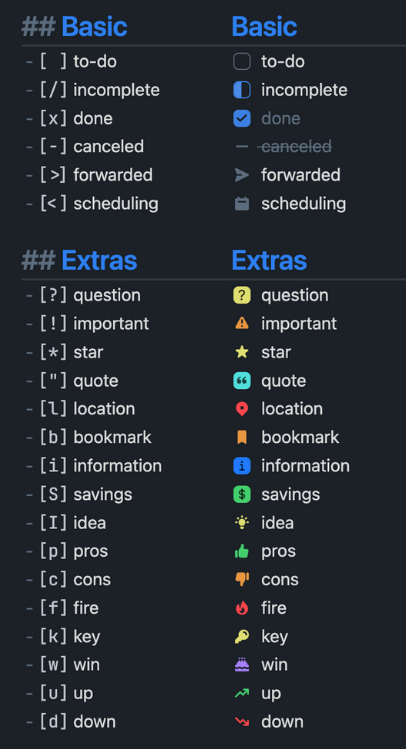 ## Basic
- [ ] to-do
- [/] incomplete
- [x] done
- [-] canceled
- [>] forwarded
- [<] scheduling
## Extras
- [?] question
- [!] important
- [*] star
- ["] quote
- [l] location
- [b] bookmark
- [i] information
- [S] savings
- [I] idea
- [p] pros
- [c] cons
- [f] fire
- [k] key
- [w] win
- [u] up
- [d] down
Basic
to-do
incomplete
done
canceled
forwarded
scheduling
Extras
? question
! important
star
“ quote
location
bookmark
i information
$ savings
idea
pros
cons
fire
key
win
up
down